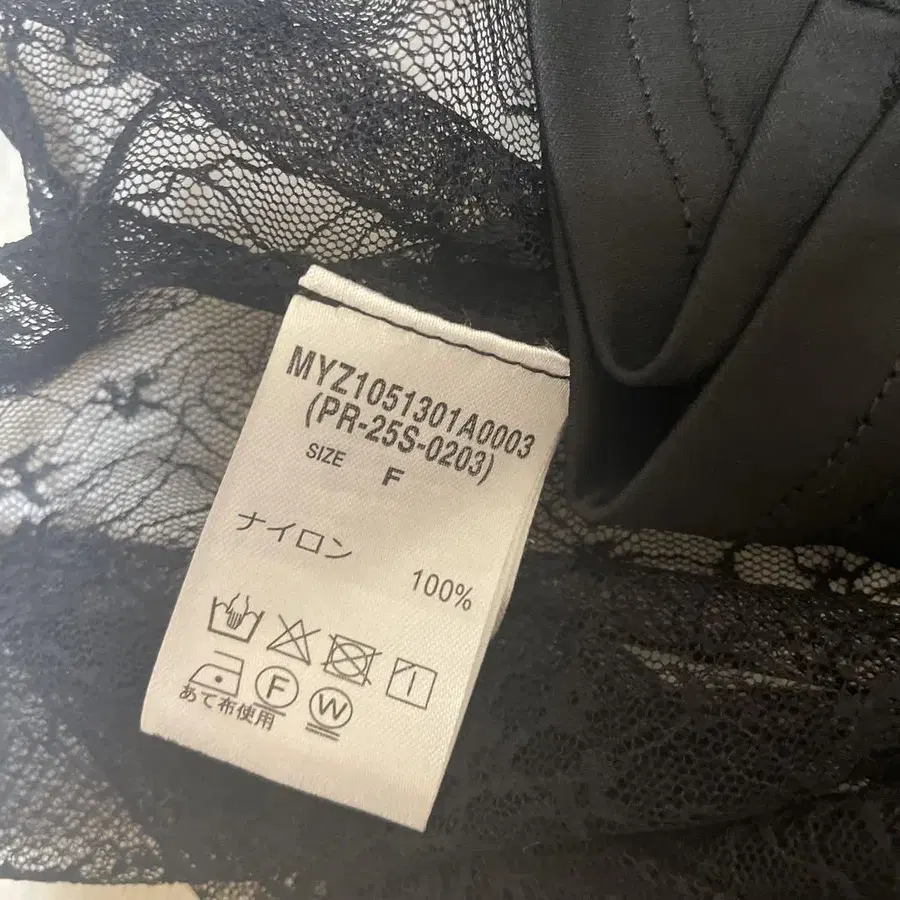 MYZ1051301A0003
(PR-25S-0203)
SIZE F
ナイロン 100%
F W
あて布使用